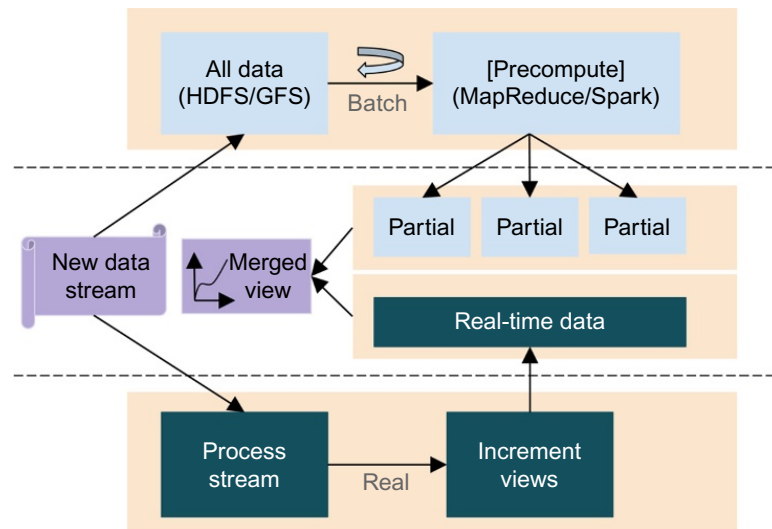 All data
(HDFS/GFS)
Batch
[Precompute]
(MapReduce/Spark)
Partial
Partial
Partial
New data
stream
Merged
view
Real-time data
Process
stream
Real
Increment
views